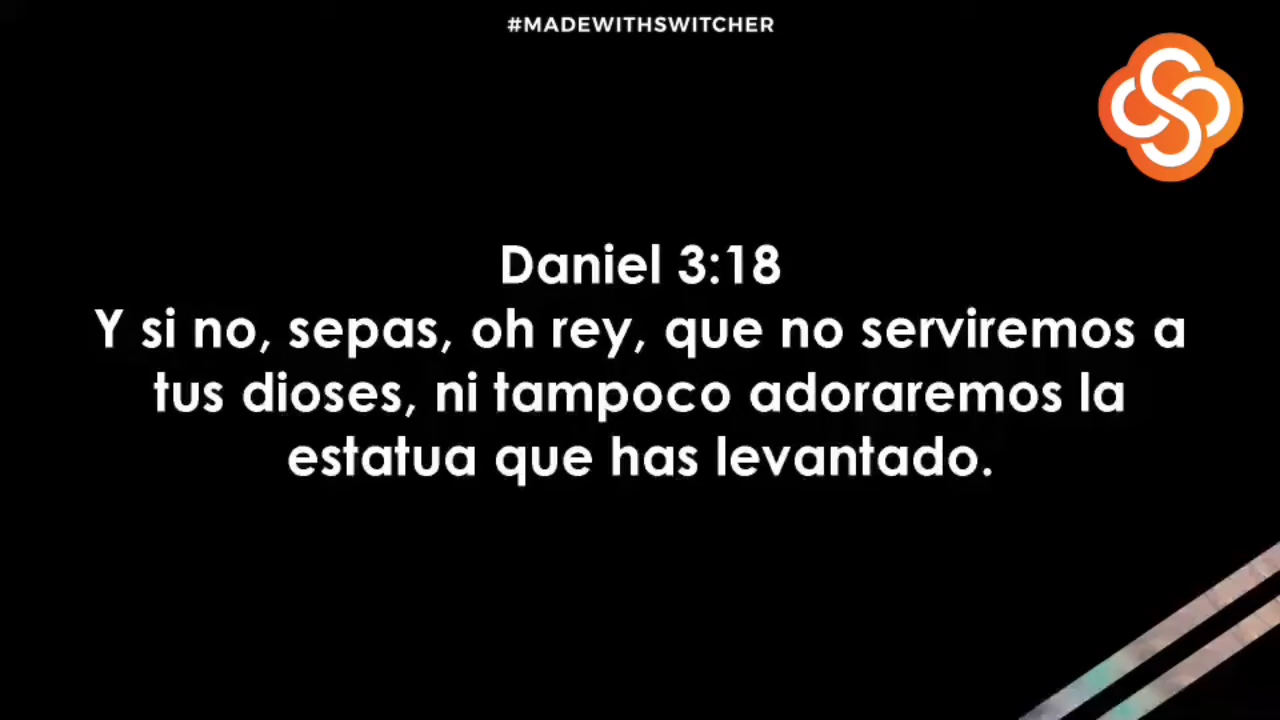 #MADEWITHSWITCHER
Daniel 3:18
Y si no, sepas, oh rey, que no serviremos a
tus dioses, ni tampoco adoraremos la
estatua que has levantado.